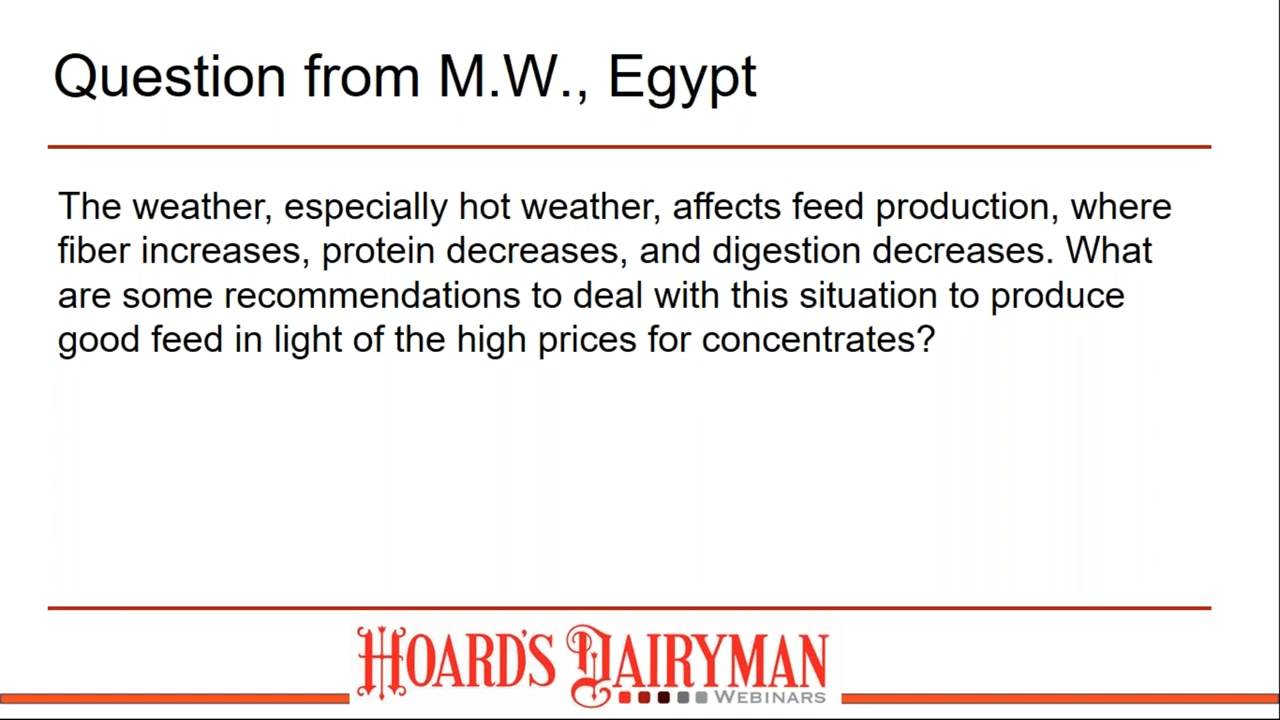 Question from M.W., Egypt
The weather, especially hot weather, affects feed production, where
fiber increases, protein decreases, and digestion decreases. What
are some recommendations to deal with this situation to produce
good feed in light of the high prices for concentrates?
HOARD'S DAIRYMAN
WEBINARS